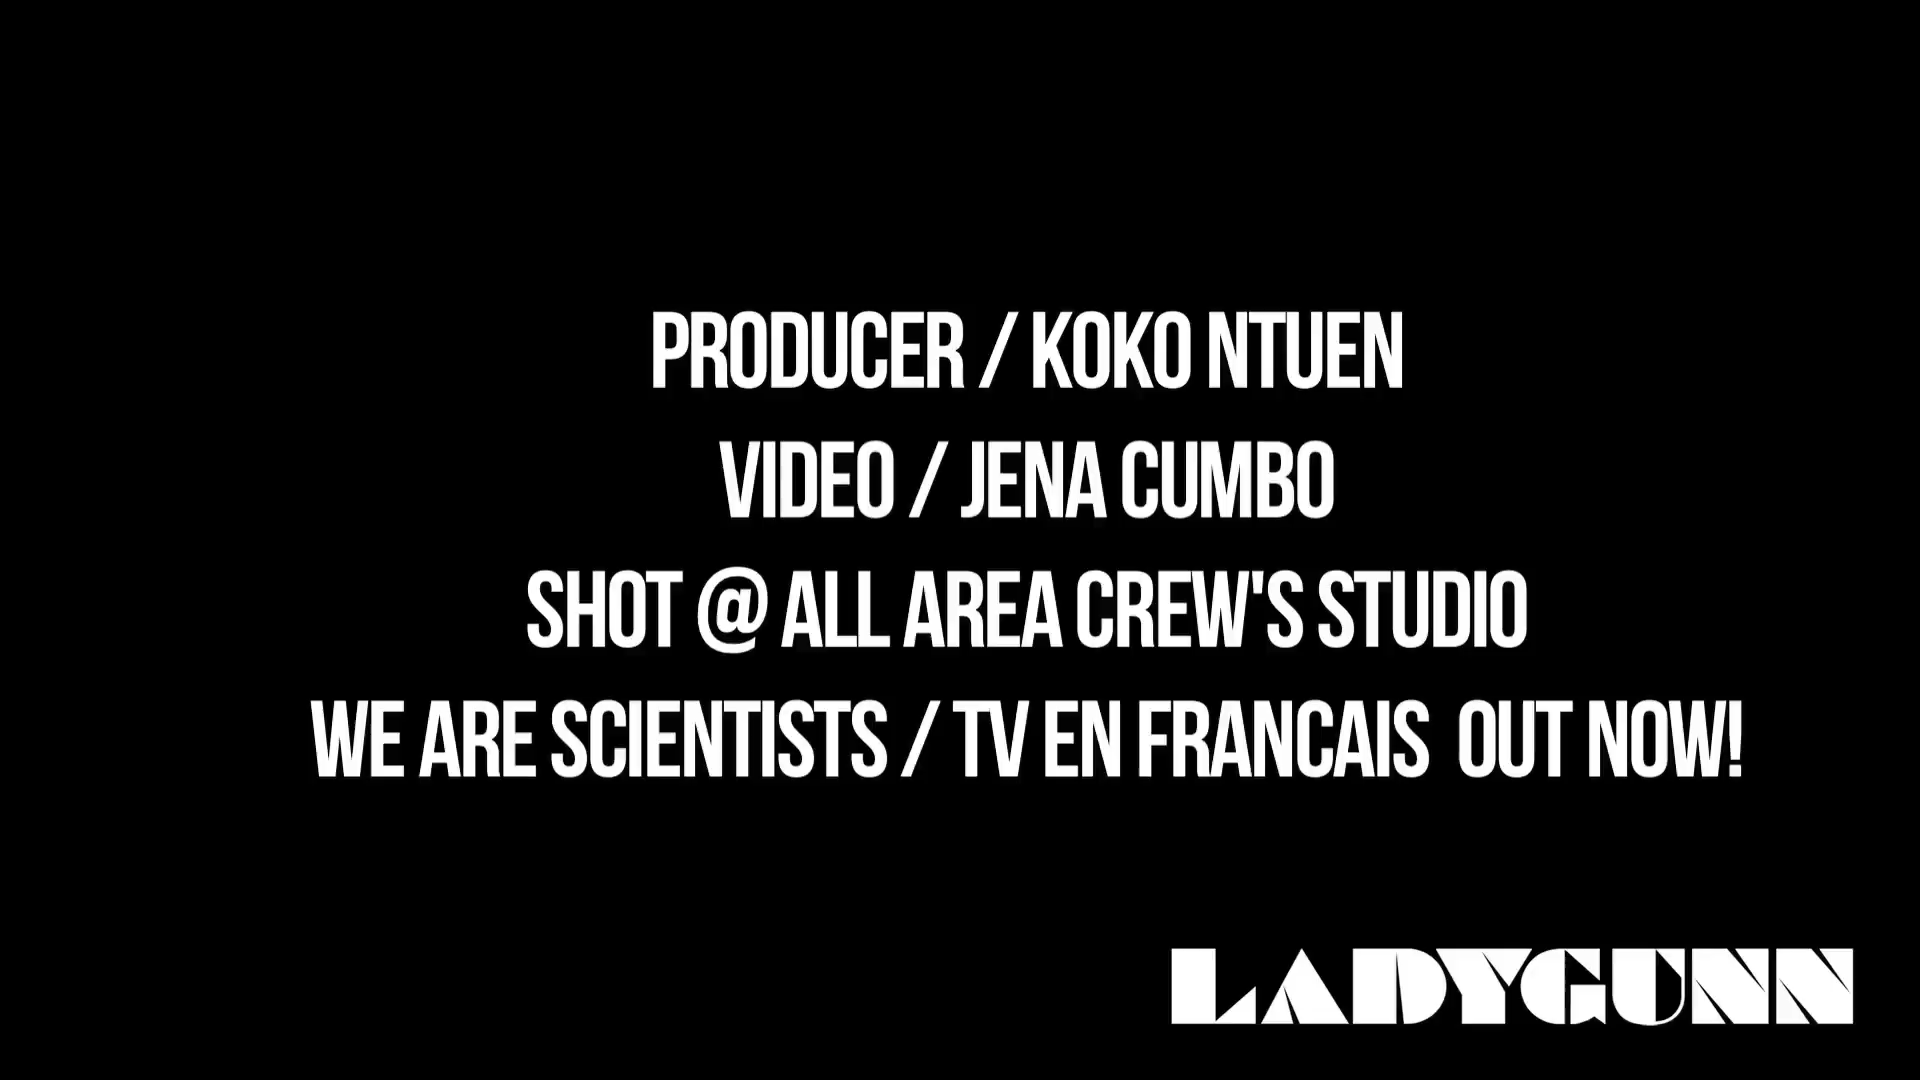 PRODUCER / KOKO NTUEN
VIDEO / JENA CUMBO
SHOT @ ALL AREA CREW'S STUDIO
WE ARE SCIENTISTS / TV EN FRANCAIS  OUT NOW!
LADYGUNN